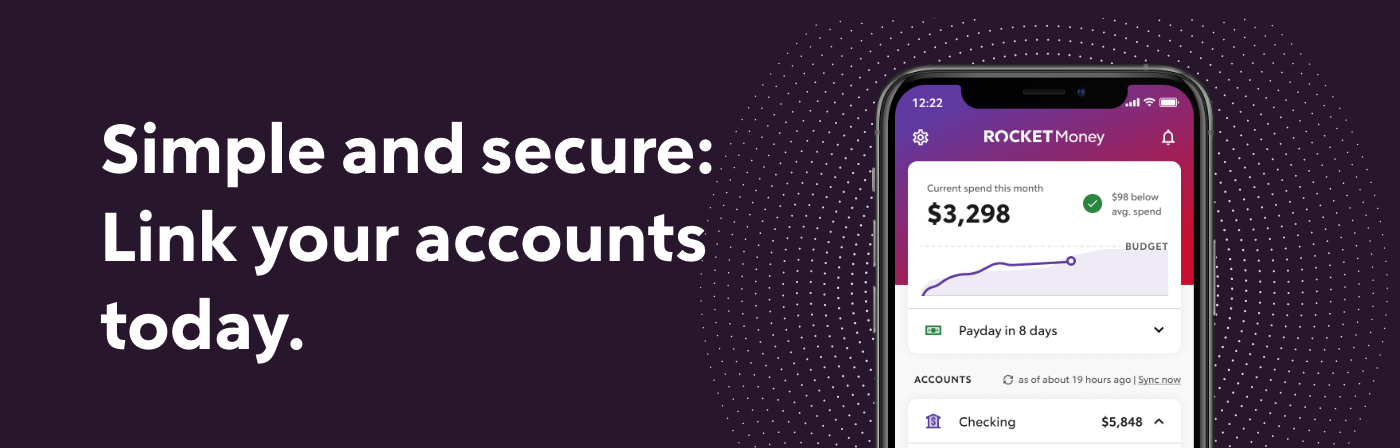 Simple and secure:
Link your accounts
today.
12:22
ROCKET Money
Current spend this month
$3,298
$98 below
avg. spend
BUDGET
Payday in 8 days
ACCOUNTS
as of about 19 hours ago | Sync now
Checking
$5,848